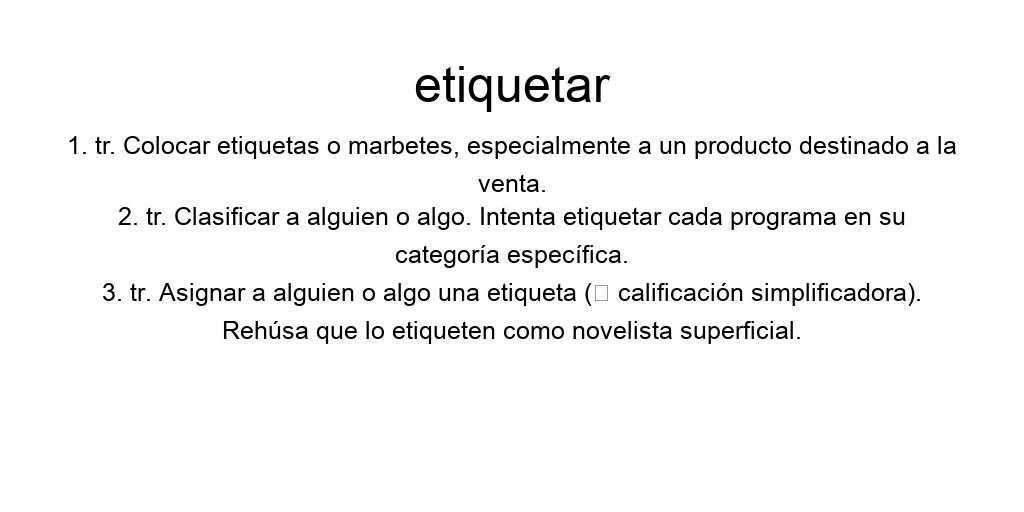 etiquetar
1. tr. Colocar etiquetas o marbetes, especialmente a un producto destinado a la
venta.
2. tr. Clasificar a alguien o algo. Intenta etiquetar cada programa en su
categoría específica.
3. tr. Asignar a alguien o algo una etiqueta (□ calificación simplificadora).
Rehúsa que lo etiqueten como novelista superficial.